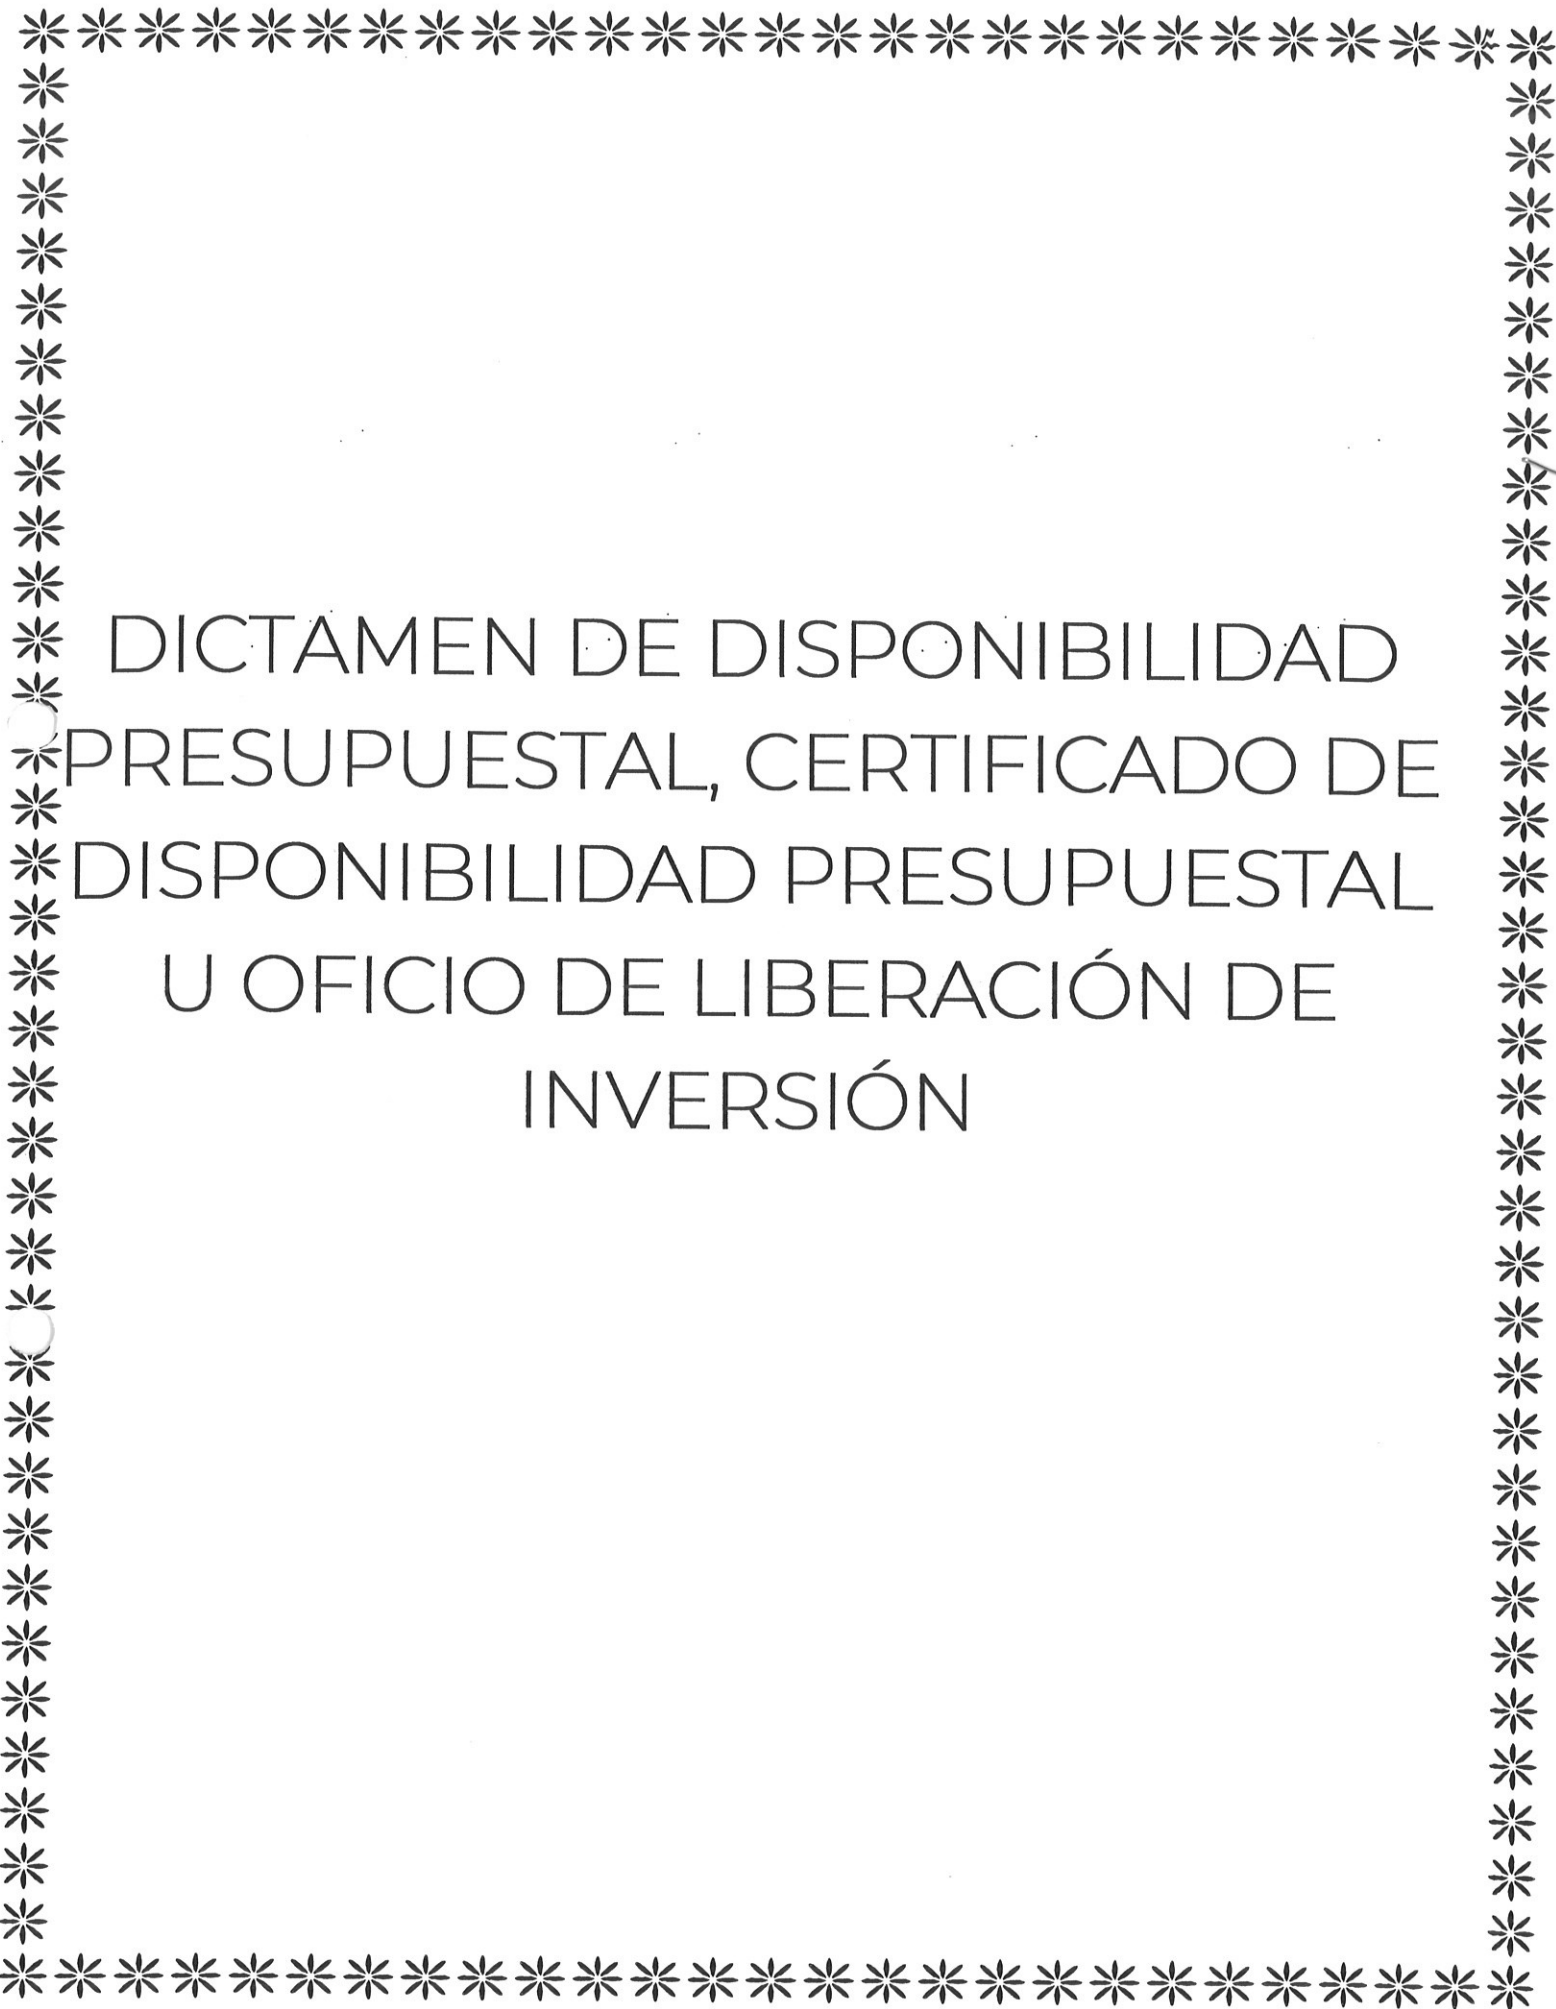 DICTAMEN DE DISPONIBILIDAD
PRESUPUESTAL, CERTIFICADO DE
DISPONIBILIDAD PRESUPUESTAL
U OFICIO DE LIBERACIÓN DE
INVERSIÓN